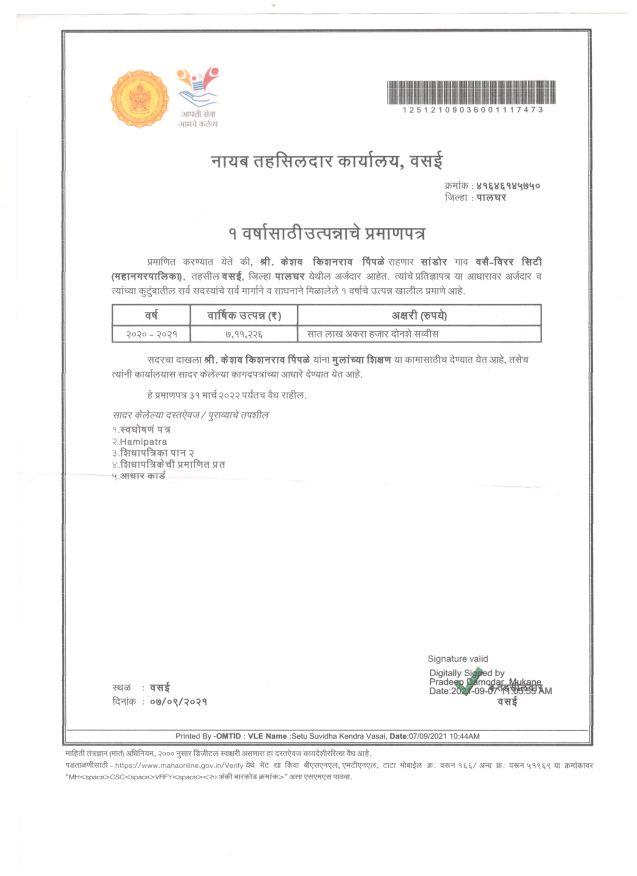 आपली सेवा
आमचे कर्तव्य
12512109036001117473
नायब तहसिलदार कार्यालय, वसई
क्रमांक : ४१६४६१४५७५०
जिल्हा : पालघर
१ वर्षासाठी उत्पन्नाचे प्रमाणपत्र
प्रमाणित करण्यात येते की, श्री. केशव किशनराव पिंपळे राहणार सांडोर गाव वसै-विरर सिटी
(महानगरपालिका), तहसील वसई, जिल्हा पालघर येथील अर्जदार आहेत. त्यांचे प्रतिज्ञापत्र या आधारावर अर्जदार व
त्यांच्या कुटुंबातील सर्व सदस्यांचे सर्व मार्गाने व साधनाने मिळालेले १ वर्षाचे उत्पन्न खालील प्रमाणे आहे.
वर्ष वार्षिक उत्पन्न (₹) अक्षरी (रुपये)
२०२० - २०२१ ७,११,२२६ सात लाख अकरा हजार दोनशे सव्वीस
सदरचा दाखला श्री. केशव किशनराव पिंपळे यांना मुलांच्या शिक्षण या कामासाठीच देण्यात येत आहे, तसेच
त्यांनी कार्यालयास सादर केलेल्या कागदपत्रांच्या आधारे देण्यात येत आहे.
हे प्रमाणपत्र ३१ मार्च २०२२ पर्यंतच वैध राहील.
सादर केलेल्या दस्तऐवज / पुराव्याचे तपशील
१.स्वघोषणं पत्र
२.Hamipatra
३.शिधापत्रिका पान २
४.शिधापत्रिकेची प्रमाणित प्रत
५.आधार कार्ड
Signature valid
Digitally Signed by
Pradeep Damodar Mukane
Date:2021-09-07 11:05:55 AM
वसई
स्थळ : वसई
दिनांक : ०७/०९/२०२१
Printed By -OMTID : VLE Name :Setu Suvidha Kendra Vasai, Date:07/09/2021 10:44AM
माहिती तंत्रज्ञान (मातं) अधिनियम, २००० नुसार डिजीटल स्वाक्षरी असणारा हा दस्तऐवज कायदेशीररित्या वैध आहे.
पडताळणीसाठी - https://www.mahaonline.gov.in/Verify येथे भेट द्या किंवा बीएसएनएल, एमटीएनएल, टाटा मोबाईल क्र. वरून १६६/ अन्य क्र. वरून ५१९६९ या क्रमांकावर
"MH<space>CSC<space>VRFY<space><२० अंकी बारकोड क्रमांक>" असा एसएमएस पाठवा.